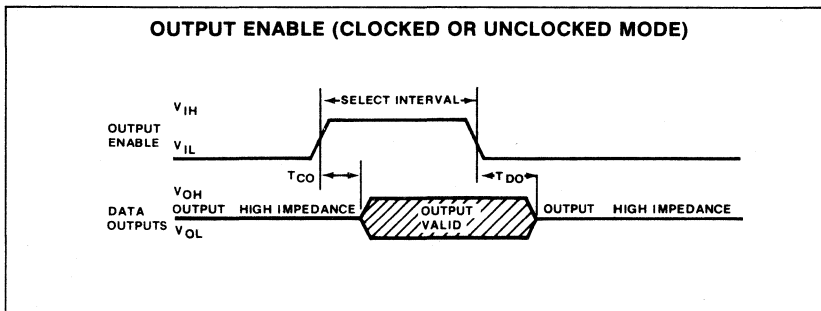 OUTPUT ENABLE (CLOCKED OR UNCLOCKED MODE)
VIH
SELECT INTERVAL
OUTPUT
ENABLE
VIL
TCO
TDO
VOH
OUTPUT HIGH IMPEDANCE
OUTPUT
VALID
OUTPUT HIGH IMPEDANCE
DATA
OUTPUTS
VOL